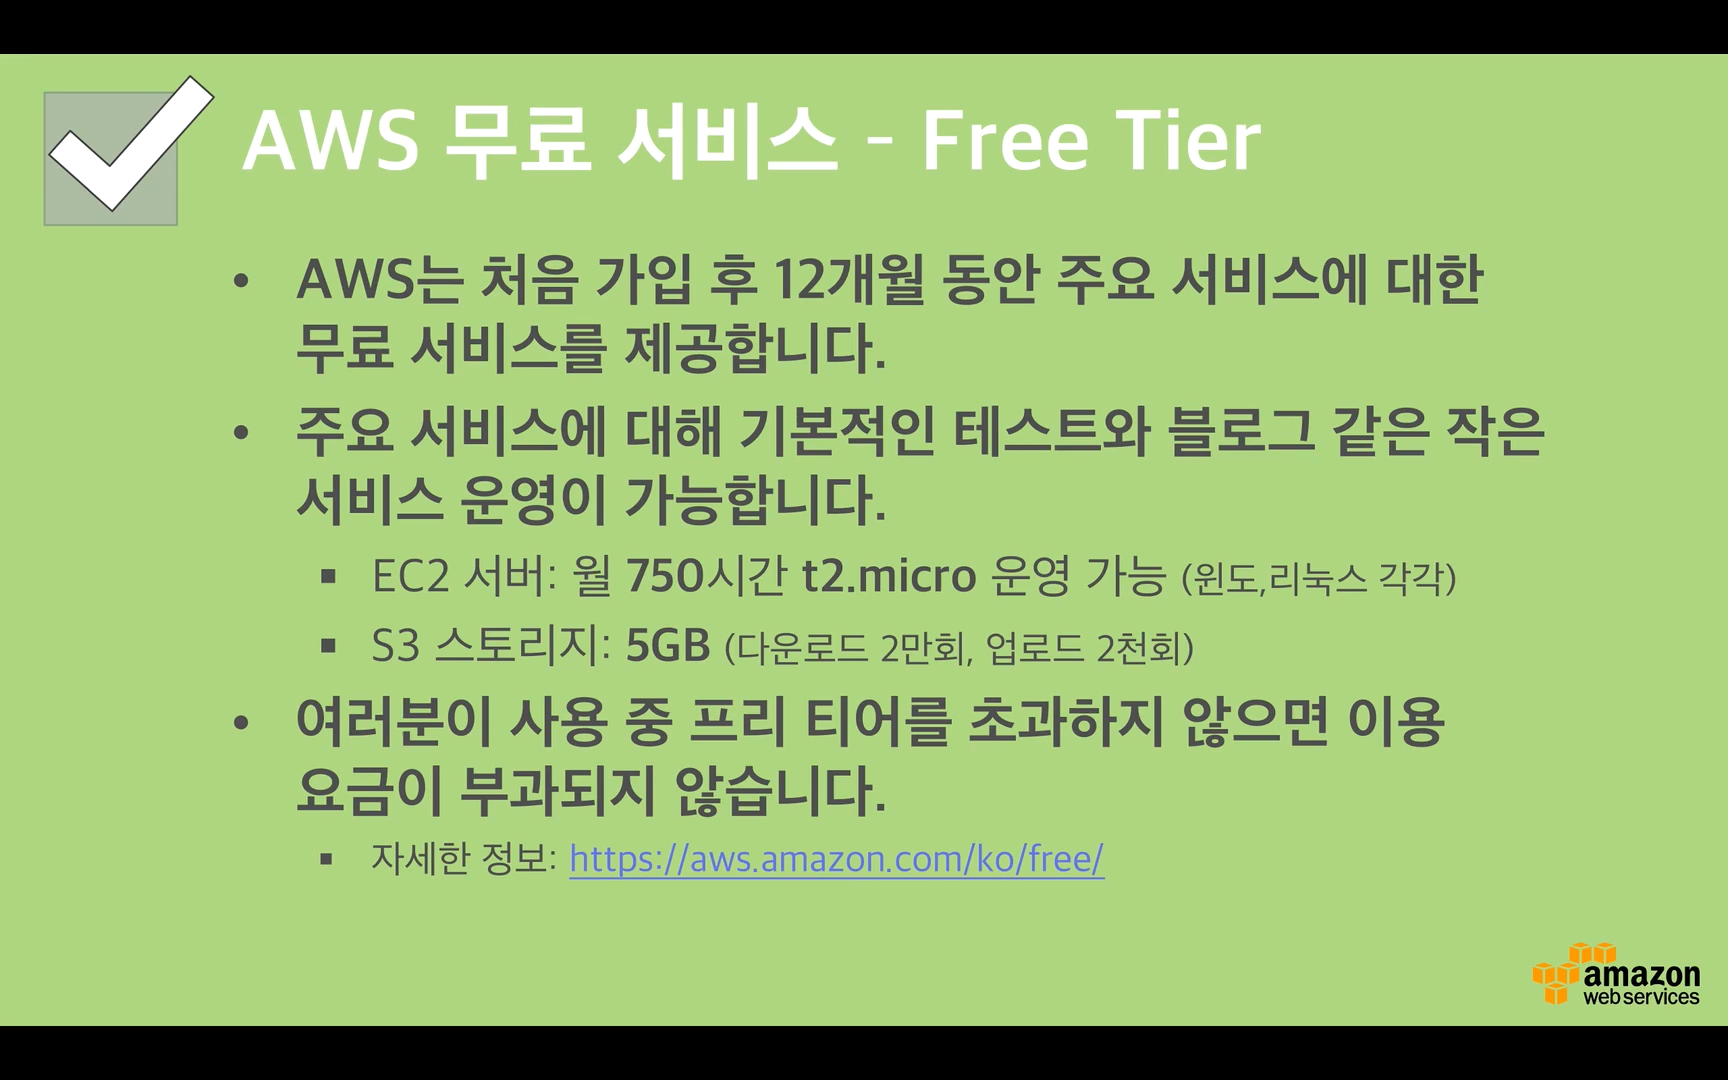 AWS 무료 서비스 - Free Tier
• AWS는 처음 가입 후 12개월 동안 주요 서비스에 대한
무료 서비스를 제공합니다.
• 주요 서비스에 대해 기본적인 테스트와 블로그 같은 작은
서비스 운영이 가능합니다.
▪ EC2 서버: 월 750시간 t2.micro 운영 가능 (윈도,리눅스 각각)
▪ S3 스토리지: 5GB (다운로드 2만회, 업로드 2천회)
• 여러분이 사용 중 프리 티어를 초과하지 않으면 이용
요금이 부과되지 않습니다.
▪ 자세한 정보: https://aws.amazon.com/ko/free/
amazon
web services